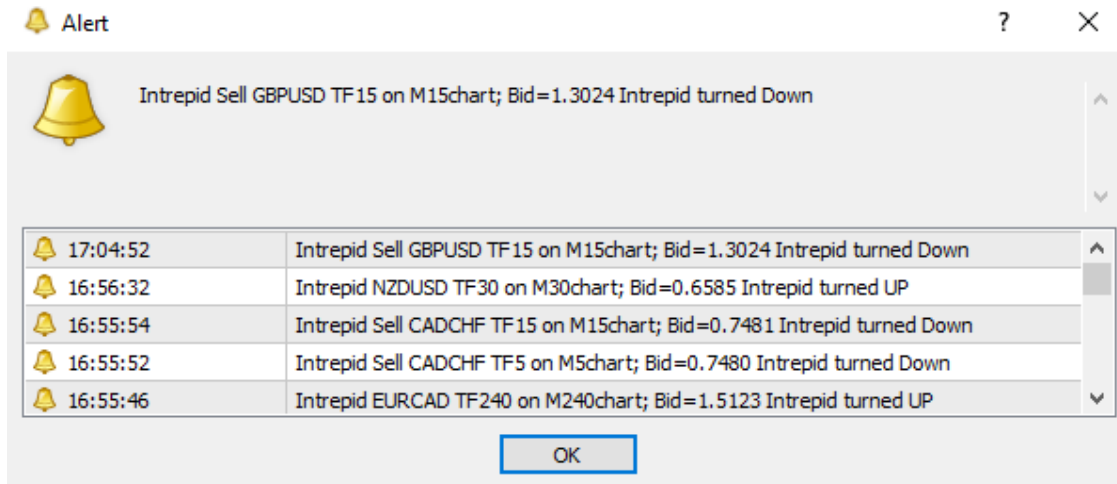 Alert ?
Intrepid Sell GBPUSD TF15 on M15chart; Bid=1.3024 Intrepid turned Down
17:04:52 Intrepid Sell GBPUSD TF15 on M15chart; Bid=1.3024 Intrepid turned Down
16:56:32 Intrepid NZDUSD TF30 on M30chart; Bid=0.6585 Intrepid turned UP
16:55:54 Intrepid Sell CADCHF TF15 on M15chart; Bid=0.7481 Intrepid turned Down
16:55:52 Intrepid Sell CADCHF TF5 on M5chart; Bid=0.7480 Intrepid turned Down
16:55:46 Intrepid EURCAD TF240 on M240chart; Bid=1.5123 Intrepid turned UP
OK